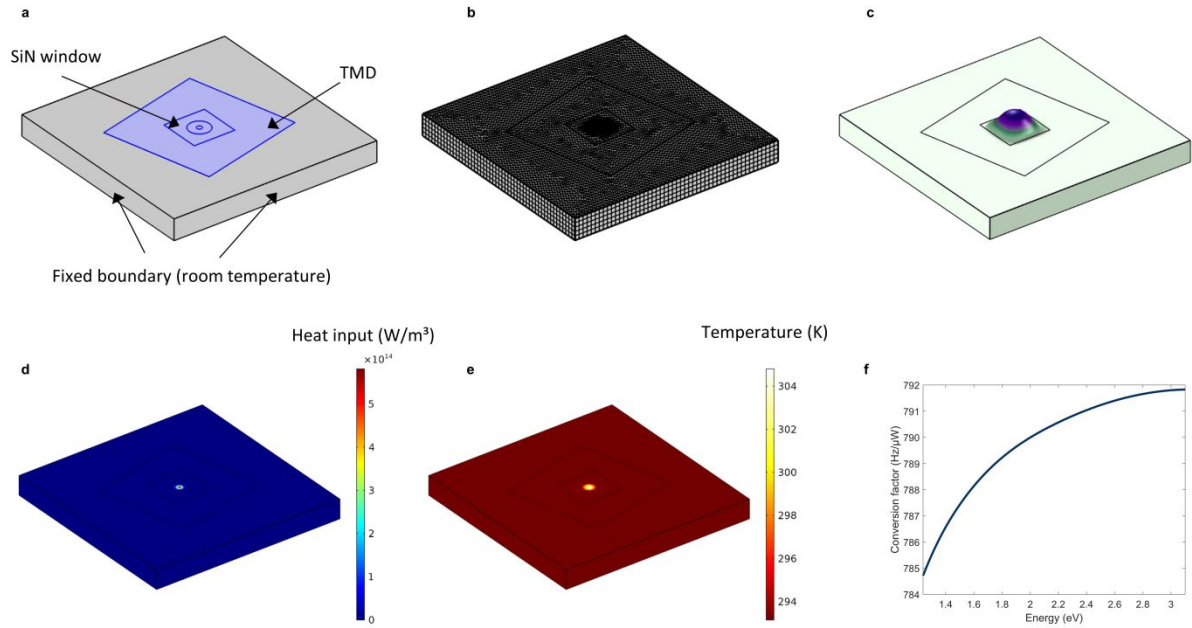 a
b
c
SiN window
TMD
Fixed boundary (room temperature)
Heat input (W/m³)
Temperature (K)
d
×10¹⁴
5
4
3
2
1
0
e
304
302
300
298
296
294
f
792
791
790
789
788
787
786
785
784
Conversion factor (Hz/μW)
1.4 1.6 1.8 2 2.2 2.4 2.6 2.8 3
Energy (eV)